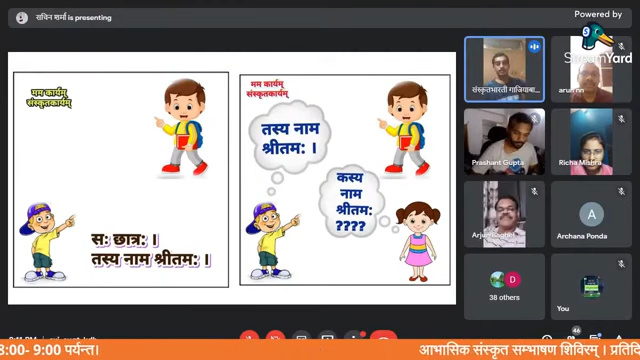 सचिन शर्मा is presenting
Powered by
StreamYard
मम कार्यम्
संस्कृतकार्यम्
सः छात्रः ।
तस्य नाम श्रीतमः ।
मम कार्यम्
संस्कृतकार्यम्
तस्य नाम
श्रीतमः ।
कस्य
नाम
श्रीतमः
????
संस्कृतभारती गाजियाबा...
arun nn
Prashant Gupta
Richa Mishra
Archana Ponda
A
D
38 others
You
46
8:00- 9:00 पर्यन्त।
आभासिक संस्कृत सम्भाषण शिविरम् । प्रतिदि